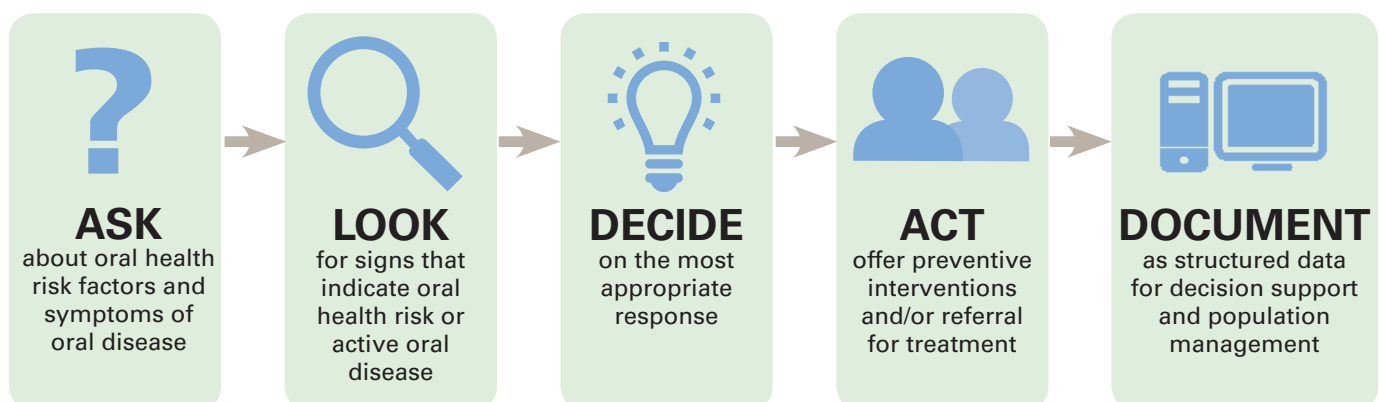 ?
ASK
about oral health
risk factors and
symptoms of
oral disease
LOOK
for signs that
indicate oral
health risk or
active oral
disease
DECIDE
on the most
appropriate
response
ACT
offer preventive
interventions
and/or referral
for treatment
DOCUMENT
as structured data
for decision support
and population
management